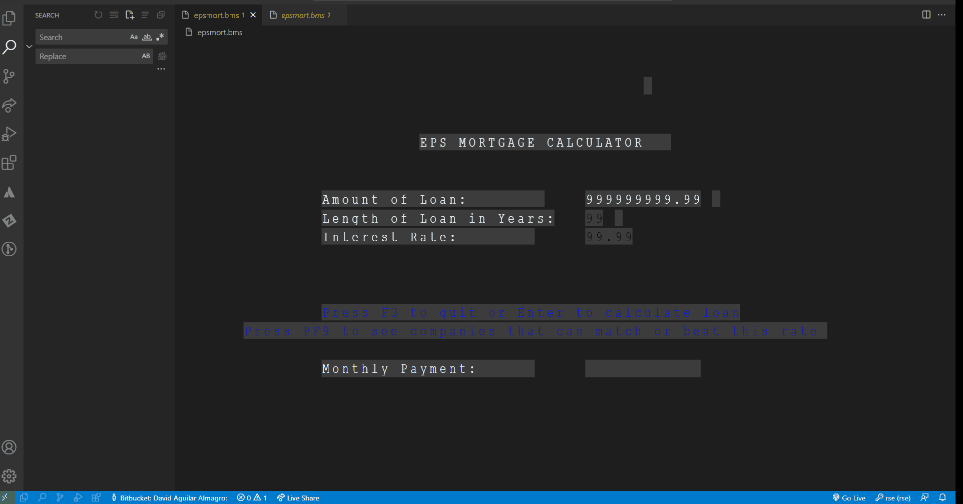 SEARCH
epsmort.bms 1
epsmort.bms 1
Search
Aa
ab
.*
Replace
AB
epsmort.bms
EPS MORTGAGE CALCULATOR
Amount of Loan: 999999999.99
Length of Loan in Years: 99
Interest Rate: 99.99
Press F3 to quit or Enter to calculate loan
Press PF9 to see companies that can match or beat this rate
Monthly Payment:
Bitbucket: David Aguilar Almagro: 0 1 Live Share Go Live rse (rse)